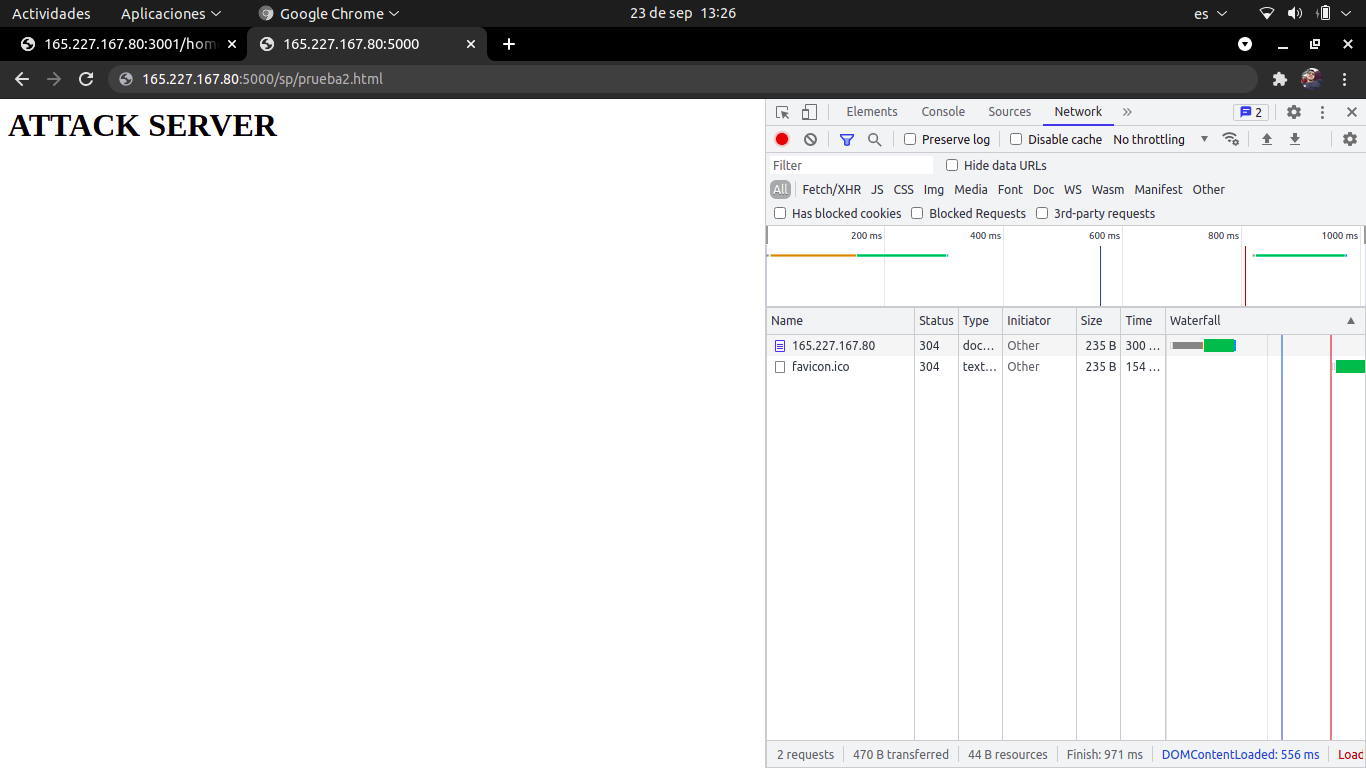 Actividades Aplicaciones Google Chrome 23 de sep 13:26 es
165.227.167.80:3001/hom 165.227.167.80:5000
165.227.167.80:5000/sp/prueba2.html
ATTACK SERVER
Elements Console Sources Network 2
Preserve log Disable cache No throttling
Filter Hide data URLs
All Fetch/XHR JS CSS Img Media Font Doc WS Wasm Manifest Other
Has blocked cookies Blocked Requests 3rd-party requests
200 ms 400 ms 600 ms 800 ms 1000 ms
Name Status Type Initiator Size Time Waterfall
165.227.167.80 304 doc... Other 235 B 300 ...
favicon.ico 304 text... Other 235 B 154 ...
2 requests 470 B transferred 44 B resources Finish: 971 ms DOMContentLoaded: 556 ms Load